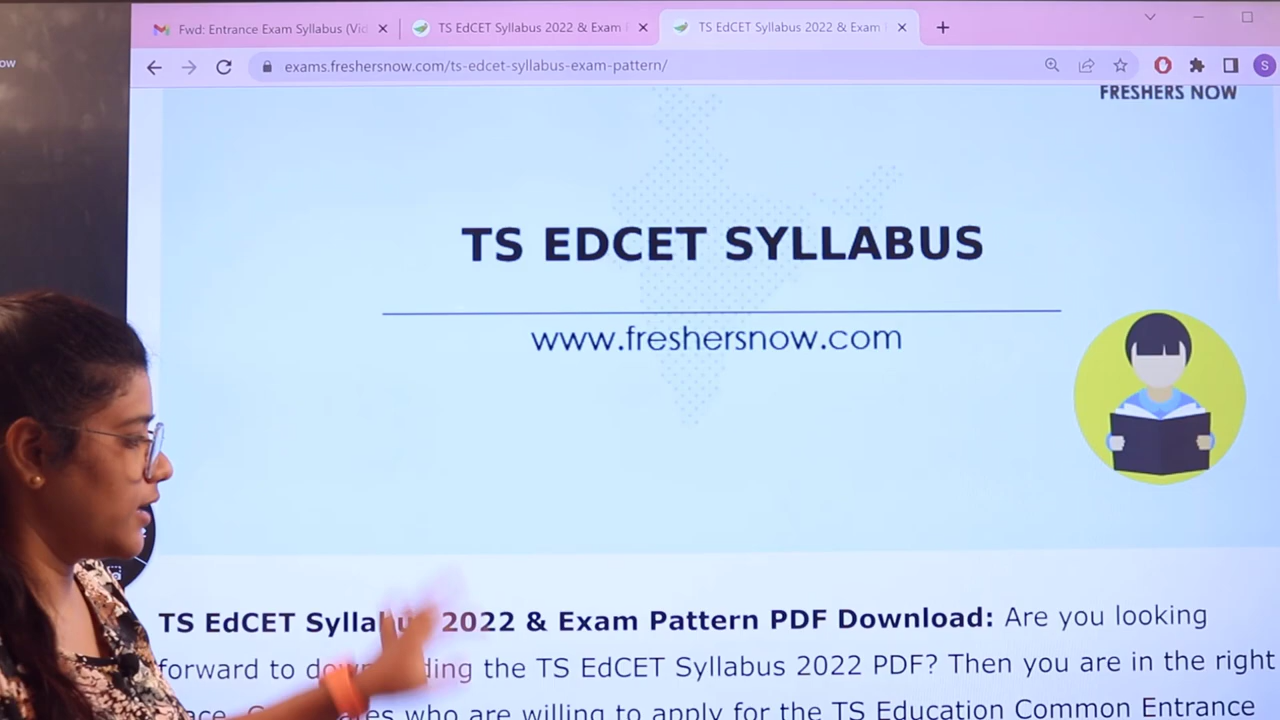 ow
Fwd: Entrance Exam Syllabus (Vid
TS EdCET Syllabus 2022 & Exam
TS EdCET Syllabus 2022 & Exam
exams.freshersnow.com/ts-edcet-syllabus-exam-pattern/
S
FRESHERS NOW
TS EDCET SYLLABUS
www.freshersnow.com
TS EdCET Syllabus 2022 & Exam Pattern PDF Download: Are you looking
forward to downloading the TS EdCET Syllabus 2022 PDF? Then you are in the right
who are willing to apply for the TS Education Common Entrance